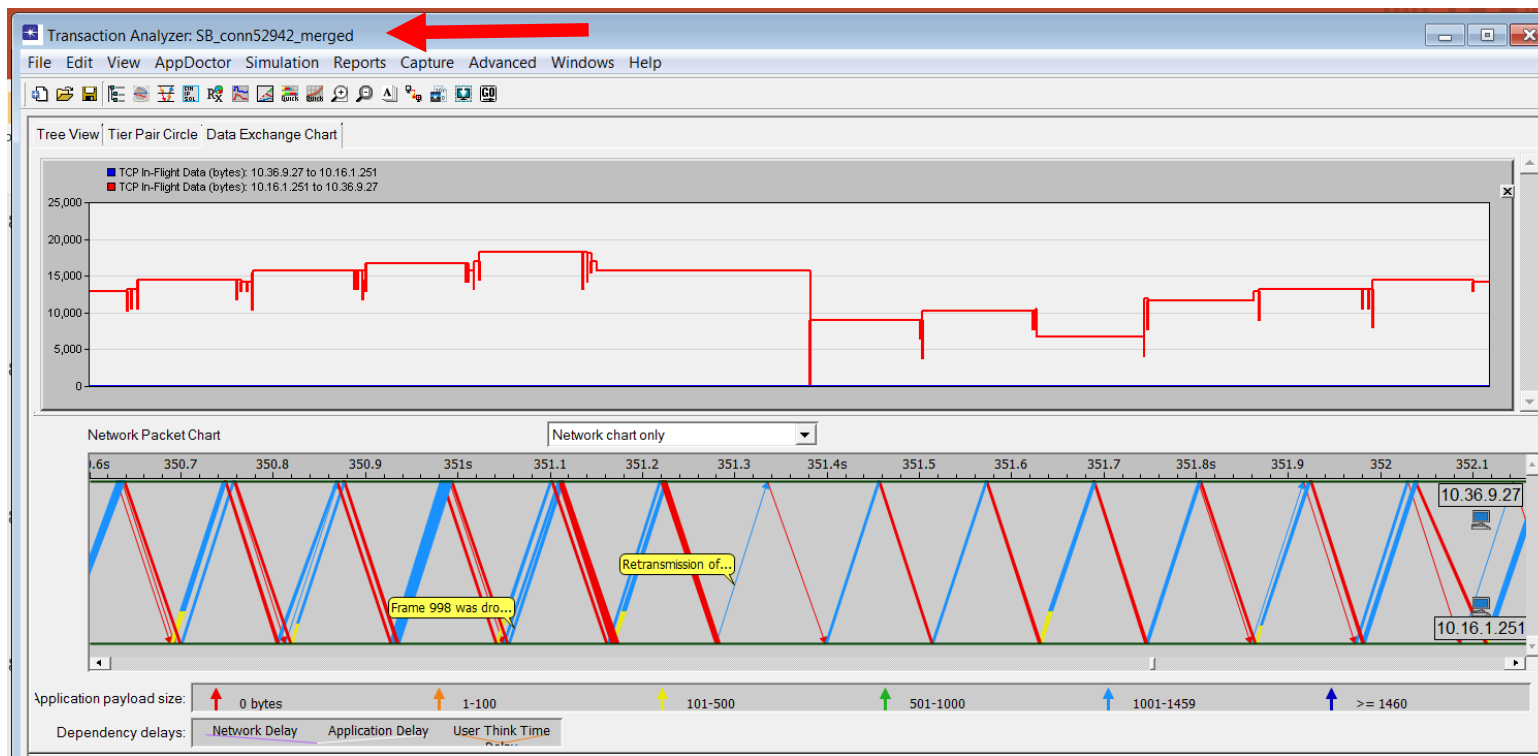 Transaction Analyzer: SB_conn52942_merged
File Edit View AppDoctor Simulation Reports Capture Advanced Windows Help
Tree View Tier Pair Circle Data Exchange Chart
TCP In-Flight Data (bytes): 10.36.9.27 to 10.16.1.251
TCP In-Flight Data (bytes): 10.16.1.251 to 10.36.9.27
25,000
20,000
15,000
10,000
5,000
0
Network Packet Chart Network chart only
.6s 350.7 350.8 350.9 351s 351.1 351.2 351.3 351.4s 351.5 351.6 351.7 351.8s 351.9 352 352.1
10.36.9.27
Retransmission of...
Frame 998 was dro...
10.16.1.251
Application payload size: 0 bytes 1-100 101-500 501-1000 1001-1459 >= 1460
Dependency delays: Network Delay Application Delay User Think Time